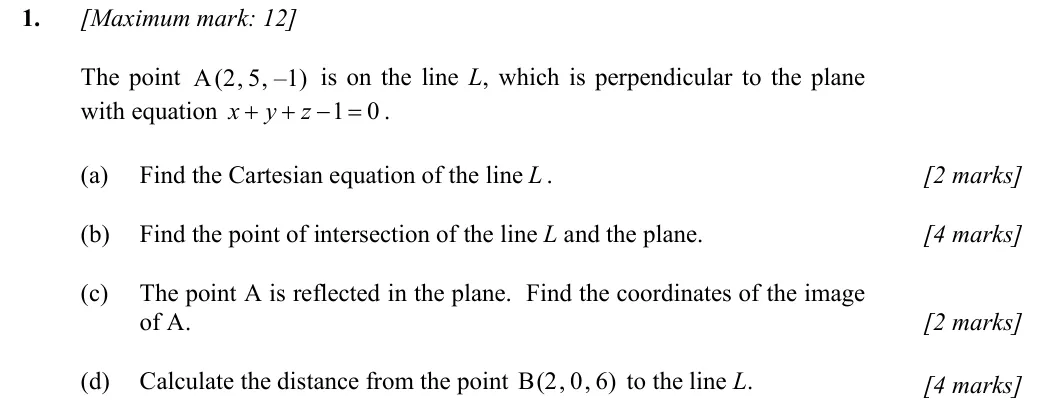 1. [Maximum mark: 12]
The point A(2, 5, –1) is on the line L, which is perpendicular to the plane
with equation x + y + z − 1 = 0.
(a) Find the Cartesian equation of the line L. [2 marks]
(b) Find the point of intersection of the line L and the plane. [4 marks]
(c) The point A is reflected in the plane. Find the coordinates of the image
of A. [2 marks]
(d) Calculate the distance from the point B(2, 0, 6) to the line L. [4 marks]